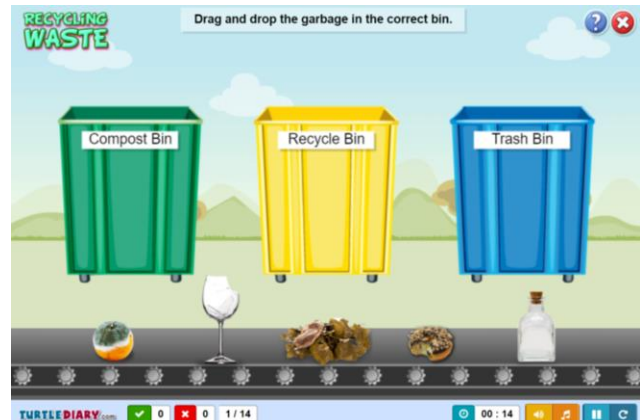 RECYCLING
WASTE
Drag and drop the garbage in the correct bin.
?
Compost Bin
Recycle Bin
Trash Bin
TURTLEDIARY.com
0
0
1 / 14
00 : 14